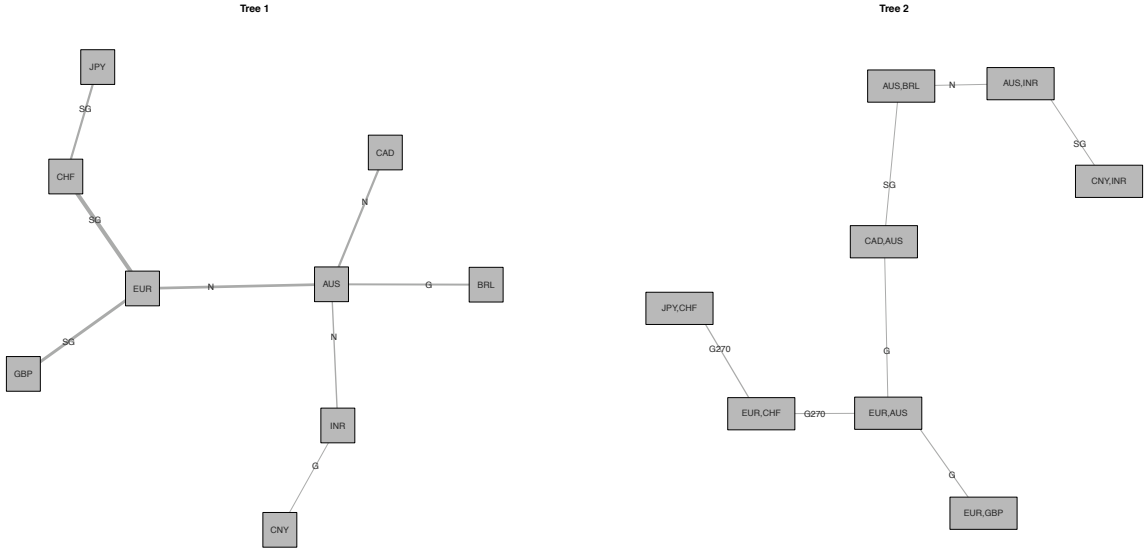 Tree 1
JPY
SG
CHF
CAD
SG
N
EUR
N
AUS
G
BRL
SG
N
GBP
INR
G
CNY
Tree 2
AUS,BRL
N
AUS,INR
SG
CNY,INR
SG
CAD,AUS
JPY,CHF
G270
G
EUR,CHF
G270
EUR,AUS
G
EUR,GBP